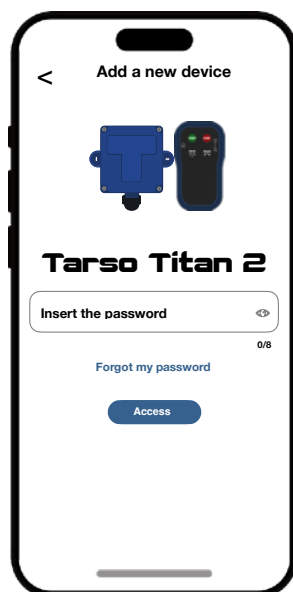 <
Add a new device
Tarso Titan 2
Insert the password
0/8
Forgot my password
Access